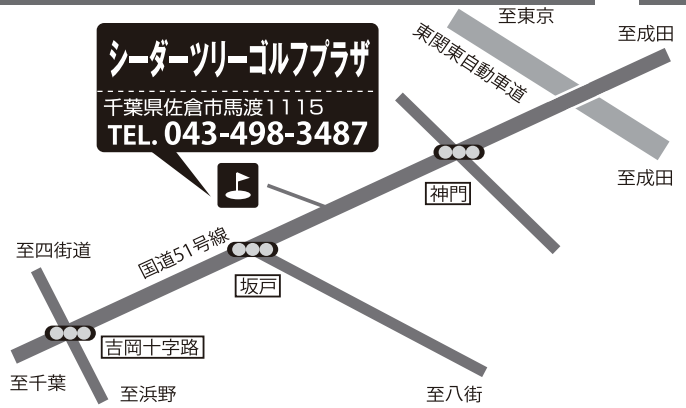 至東京
至成田
東関東自動車道
シーダーツリーゴルフプラザ
千葉県佐倉市馬渡1115
TEL. 043-498-3487
至成田
神門
国道51号線
至四街道
坂戸
吉岡十字路
至千葉
至浜野
至八街